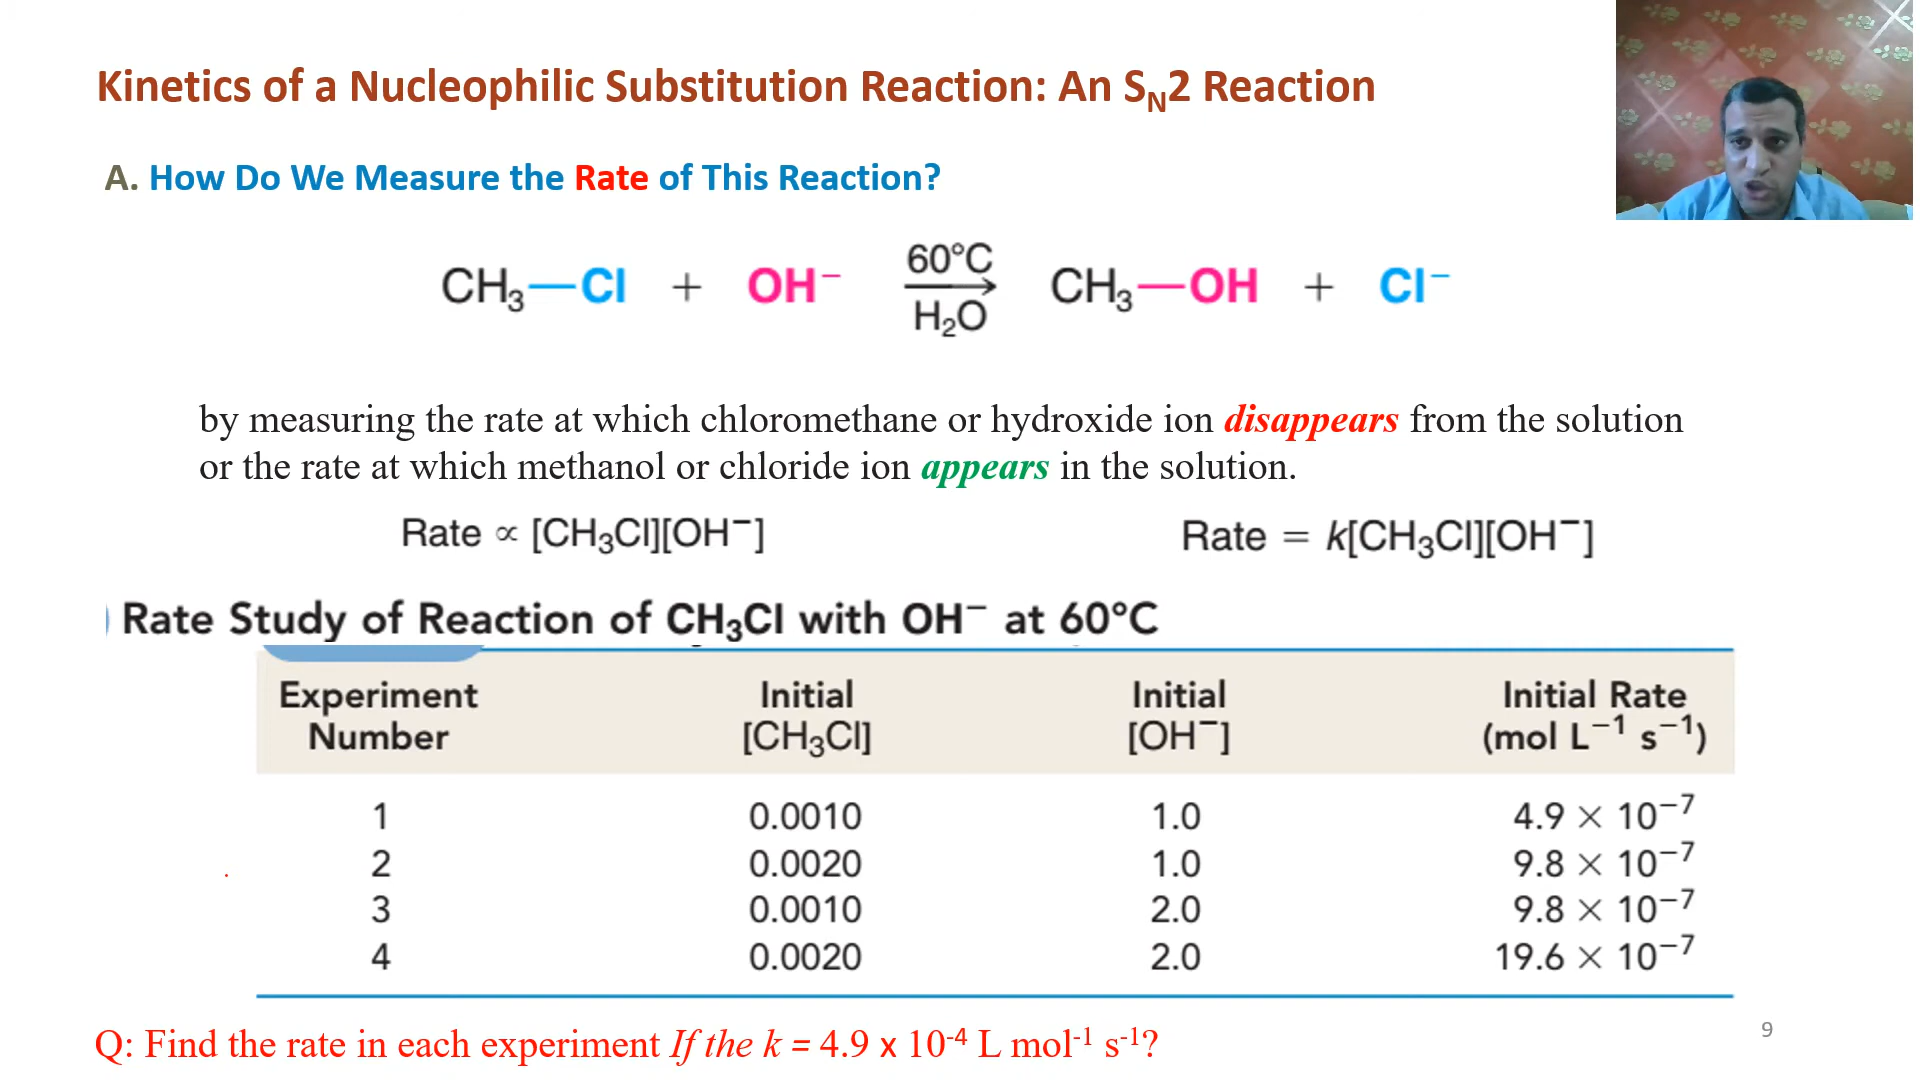 Kinetics of a Nucleophilic Substitution Reaction: An SN2 Reaction
A. How Do We Measure the Rate of This Reaction?
CH₃—Cl + OH⁻ 60°C → H₂O CH₃—OH + Cl⁻
by measuring the rate at which chloromethane or hydroxide ion disappears from the solution
or the rate at which methanol or chloride ion appears in the solution.
Rate ∝ [CH₃Cl][OH⁻] Rate = k[CH₃Cl][OH⁻]
Rate Study of Reaction of CH₃Cl with OH⁻ at 60°C
Experiment Number Initial [CH₃Cl] Initial [OH⁻] Initial Rate (mol L⁻¹ s⁻¹)
1 0.0010 1.0 4.9 × 10⁻⁷
2 0.0020 1.0 9.8 × 10⁻⁷
3 0.0010 2.0 9.8 × 10⁻⁷
4 0.0020 2.0 19.6 × 10⁻⁷
Q: Find the rate in each experiment If the k = 4.9 x 10⁻⁴ L mol⁻¹ s⁻¹?
9